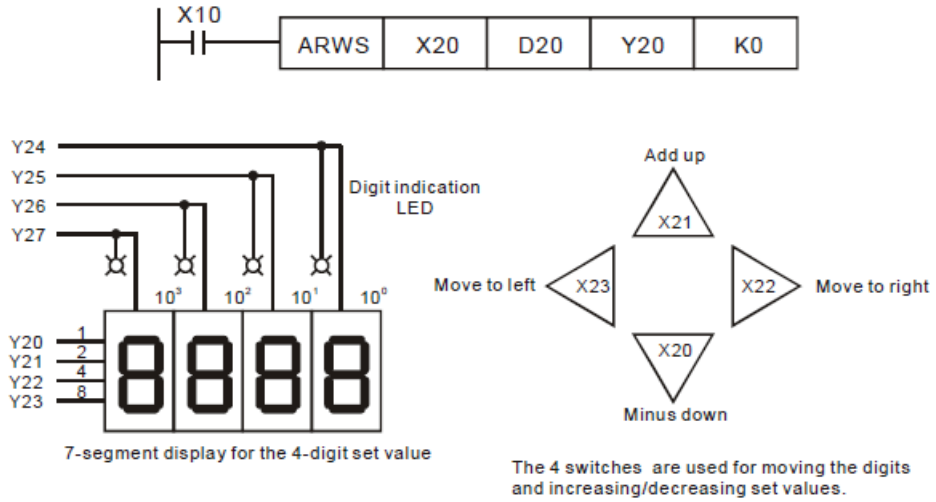 X10
ARWS X20 D20 Y20 K0
Y24
Y25
Y26
Y27
Digit indication
LED
10³ 10² 10¹ 10⁰
Y20 1
Y21 2
Y22 4
Y23 8
7-segment display for the 4-digit set value
Add up
X21
Move to left X23 X22 Move to right
X20
Minus down
The 4 switches are used for moving the digits
and increasing/decreasing set values.